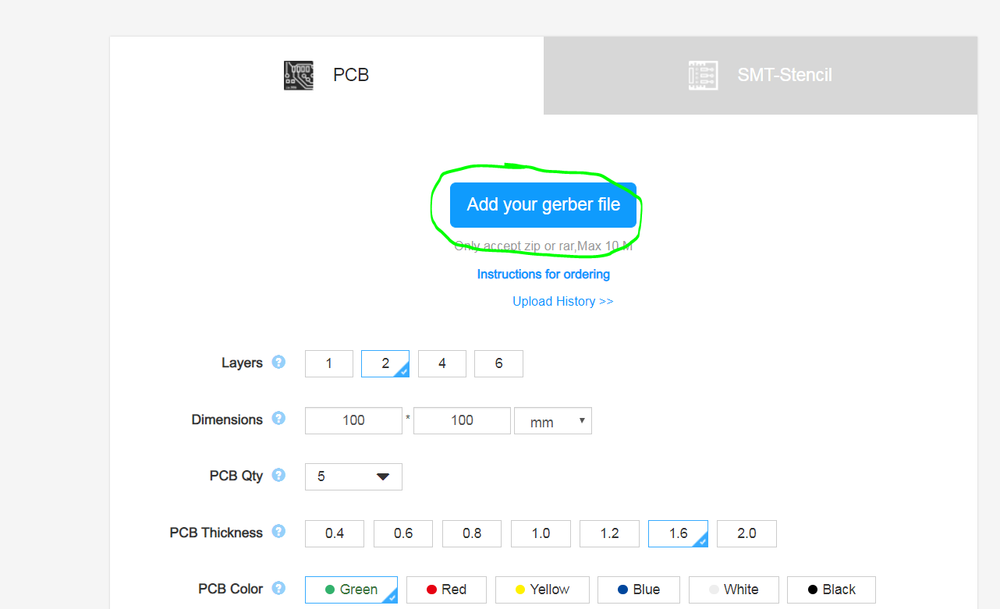 PCB SMT-Stencil
Add your gerber file
Only accept zip or rar,Max 10 M
Instructions for ordering
Upload History >>
Layers ? 1 2 4 6
Dimensions ? 100 * 100 mm
PCB Qty ? 5
PCB Thickness ? 0.4 0.6 0.8 1.0 1.2 1.6 2.0
PCB Color ? Green Red Yellow Blue White Black